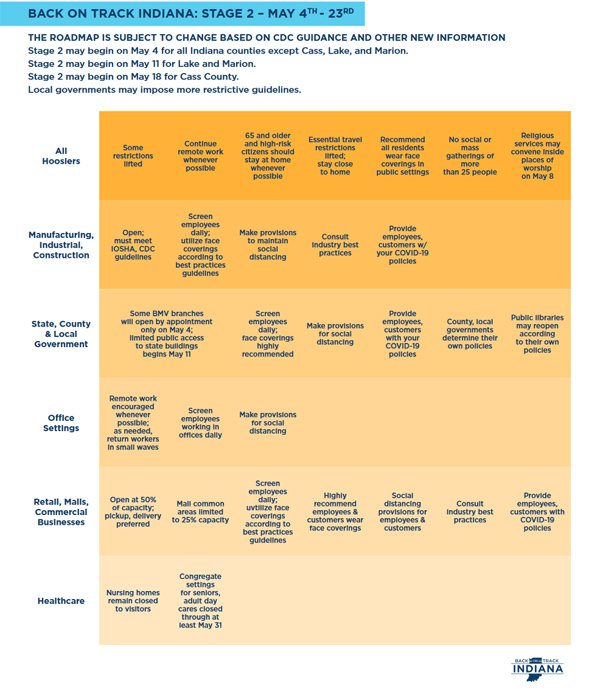 BACK ON TRACK INDIANA: STAGE 2 – MAY 4TH - 23RD
THE ROADMAP IS SUBJECT TO CHANGE BASED ON CDC GUIDANCE AND OTHER NEW INFORMATION
Stage 2 may begin on May 4 for all Indiana counties except Cass, Lake, and Marion.
Stage 2 may begin on May 11 for Lake and Marion.
Stage 2 may begin on May 18 for Cass County.
Local governments may impose more restrictive guidelines.
All
Hoosiers
Some
restrictions
lifted
Continue
remote work
whenever
possible
65 and older
and high-risk
citizens should
stay at home
whenever
possible
Essential travel
restrictions
lifted;
stay close
to home
Recommend
all residents
wear face
coverings in
public settings
No social or
mass
gatherings of
more
than 25 people
Religious
services may
convene inside
places of
worship
on May 8
Manufacturing,
Industrial,
Construction
Open;
must meet
IOSHA, CDC
guidelines
Screen
employees
daily;
utilize face
coverings
according to
best practices
guidelines
Make provisions
to maintain
social
distancing
Consult
industry best
practices
Provide
employees,
customers w/
your COVID-19
policies
State, County
& Local
Government
Some BMV branches
will open by appointment
only on May 4;
limited public access
to state buildings
begins May 11
Screen
employees
daily;
face coverings
highly
recommended
Make provisions
for social
distancing
Provide
employees,
customers
with your
COVID-19
policies
County, local
governments
determine their
own policies
Public libraries
may reopen
according
to their own
policies
Office
Settings
Remote work
encouraged
whenever
possible;
as needed,
return workers
in small waves
Screen
employees
working in
offices daily
Make provisions
for social
distancing
Retail, Malls,
Commercial
Businesses
Open at 50%
of capacity;
pickup, delivery
preferred
Mall common
areas limited
to 25% capacity
Screen
employees
daily;
uvtilize face
coverings
according to
best practices
guidelines
Highly
recommend
employees &
customers wear
face coverings
Social
distancing
provisions for
employees &
customers
Consult
industry best
practices
Provide
employees,
customers with
COVID-19
policies
Healthcare
Nursing homes
remain closed
to visitors
Congregate
settings
for seniors,
adult day
cares closed
through at
least May 31
BACK ON TRACK
INDIANA